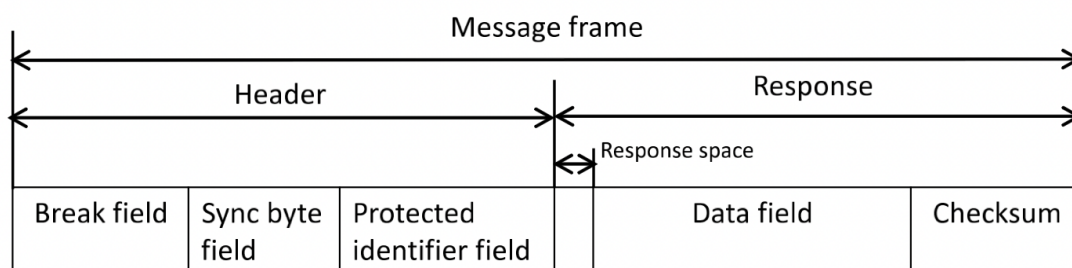 Message frame
Header
Response
Response space
Break field
Sync byte
field
Protected
identifier field
Data field
Checksum